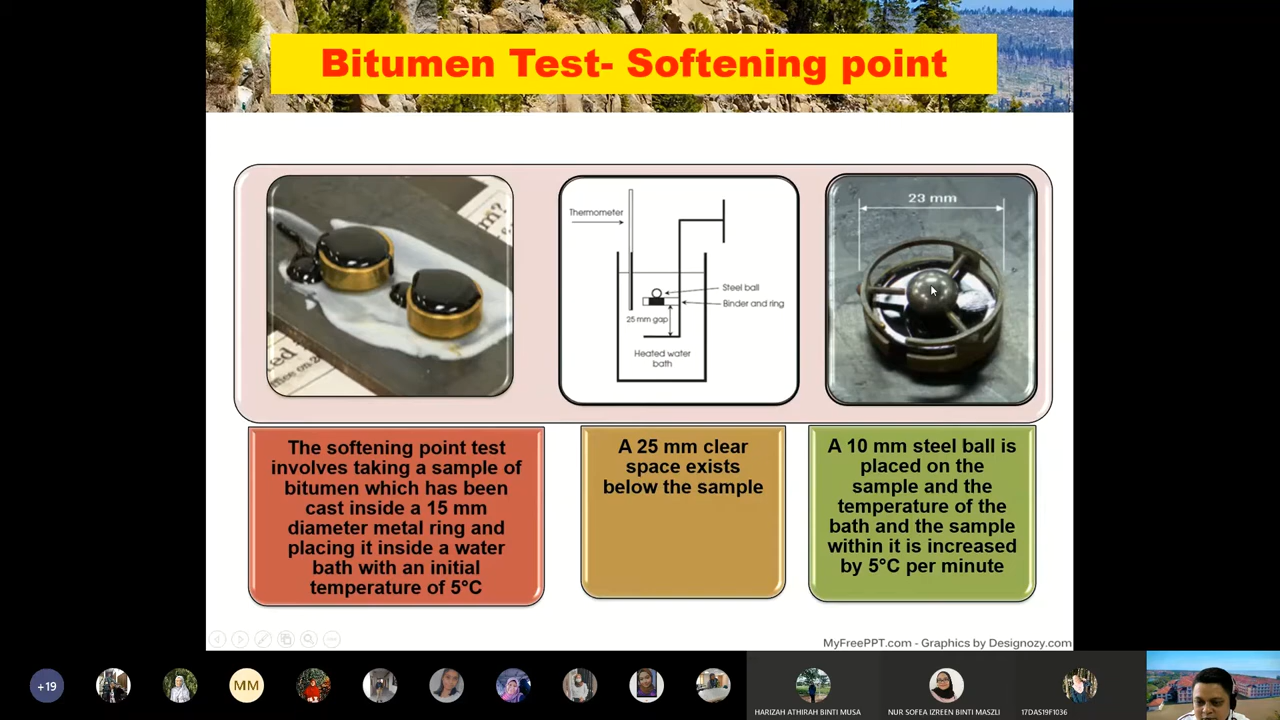 Bitumen Test- Softening point
m?
Thermometer
Steel ball
Binder and ring
25 mm gap
Heated water
bath
23 mm
The softening point test
involves taking a sample of
bitumen which has been
cast inside a 15 mm
diameter metal ring and
placing it inside a water
bath with an initial
temperature of 5°C
A 25 mm clear
space exists
below the sample
A 10 mm steel ball is
placed on the
sample and the
temperature of the
bath and the sample
within it is increased
by 5°C per minute
MyFreePPT.com - Graphics by Designozy.com
+19
MM
HARIZAH ATHIRAH BINTI MUSA
NUR SOFEA IZREEN BINTI MASZLI
17DAS19F1036